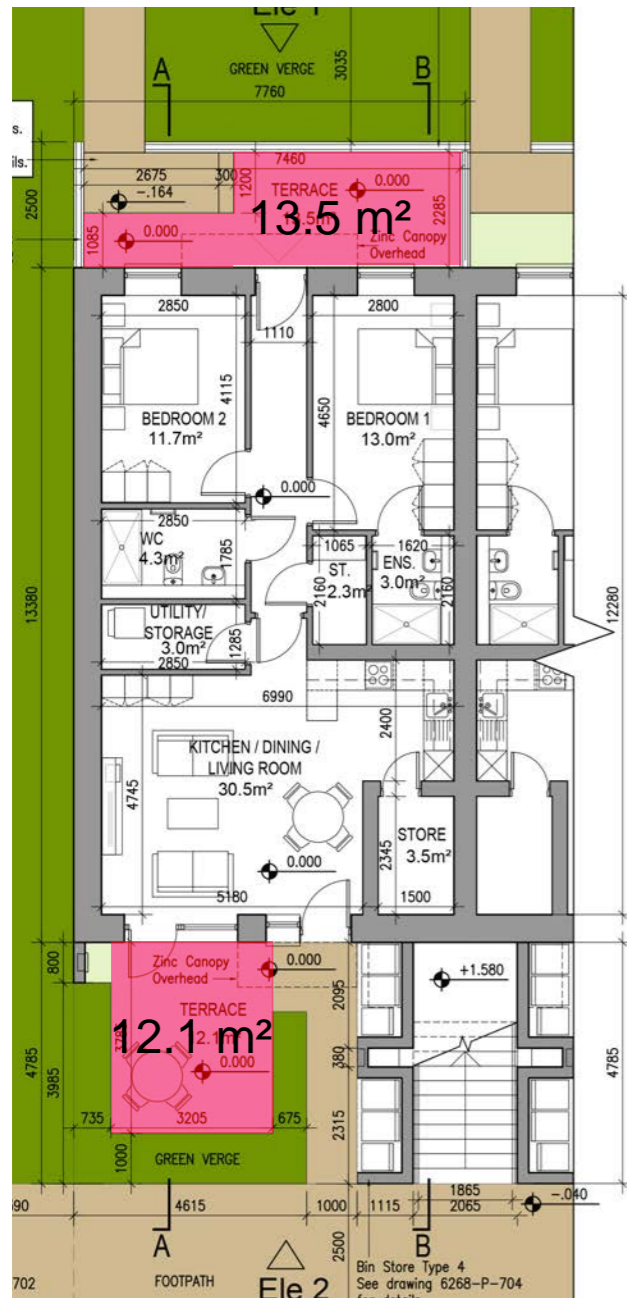 Ele 1
GREEN VERGE
3035
A
B
7760
s.
ils.
7460
2675
300
1200
TERRACE
0.000
-.164
13.5 m²
2500
2285
1085
0.000
Zinc Canopy
Overhead
2850
2800
1110
4115
4650
BEDROOM 2
11.7m²
BEDROOM 1
13.0m²
0.000
2850
WC
4.3m²
1785
1065
1620
ST.
2.3m²
ENS.
3.0m²
2160
2160
UTILITY/
STORAGE
3.0m²
1285
2850
13380
12280
6990
2400
KITCHEN / DINING /
LIVING ROOM
30.5m²
4745
STORE
3.5m²
2345
0.000
5180
1500
800
Zinc Canopy
Overhead
0.000
+1.580
2095
TERRACE
12.1 m²
0.000
380
4785
3985
4785
735
3205
675
2315
1000
GREEN VERGE
4615
1000
1115
1865
2065
-.040
A
B
2500
Bin Store Type 4
See drawing 6268-P-704
for details
702
FOOTPATH
Ele 2